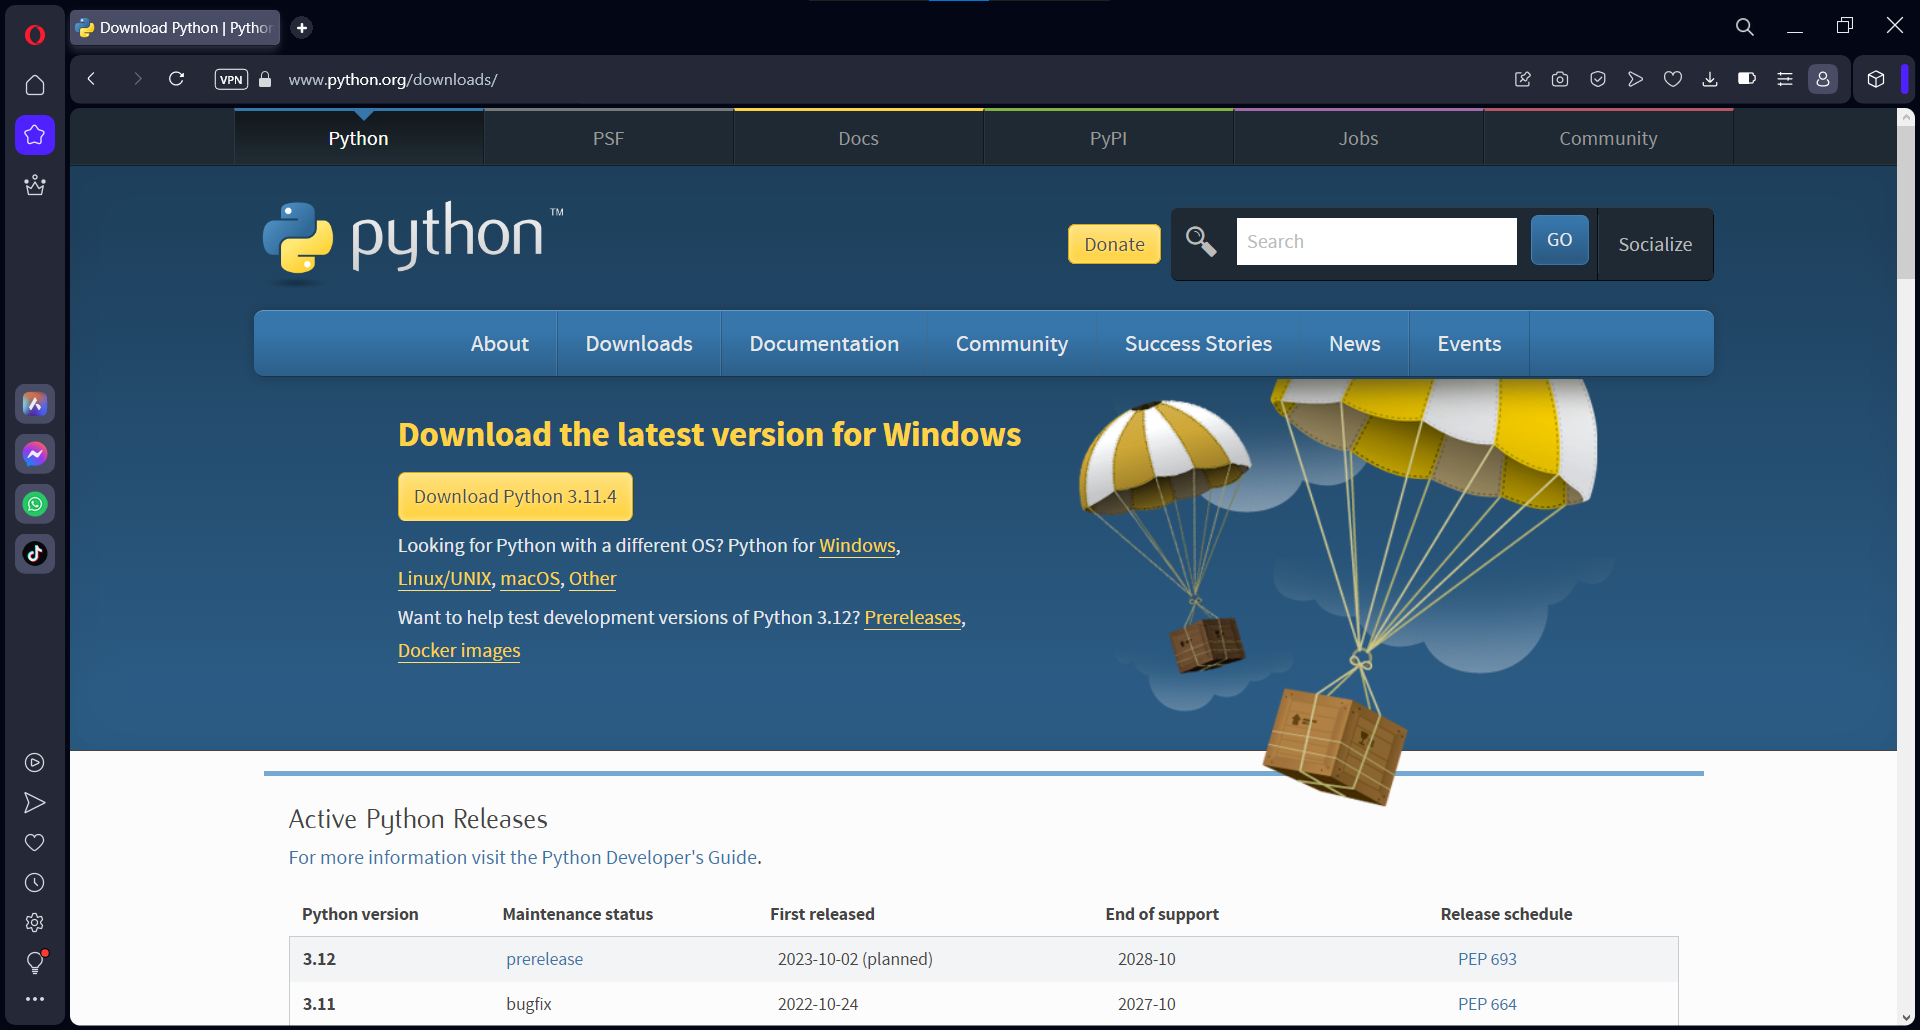 Download Python | Pytho
VPN
www.python.org/downloads/
Python
PSF
Docs
PyPI
Jobs
Community
python™
Donate
Search
GO
Socialize
About
Downloads
Documentation
Community
Success Stories
News
Events
Download the latest version for Windows
Download Python 3.11.4
Looking for Python with a different OS? Python for Windows,
Linux/UNIX, macOS, Other
Want to help test development versions of Python 3.12? Prereleases,
Docker images
Active Python Releases
For more information visit the Python Developer's Guide.
Python version Maintenance status First released End of support Release schedule
3.12 prerelease 2023-10-02 (planned) 2028-10 PEP 693
3.11 bugfix 2022-10-24 2027-10 PEP 664